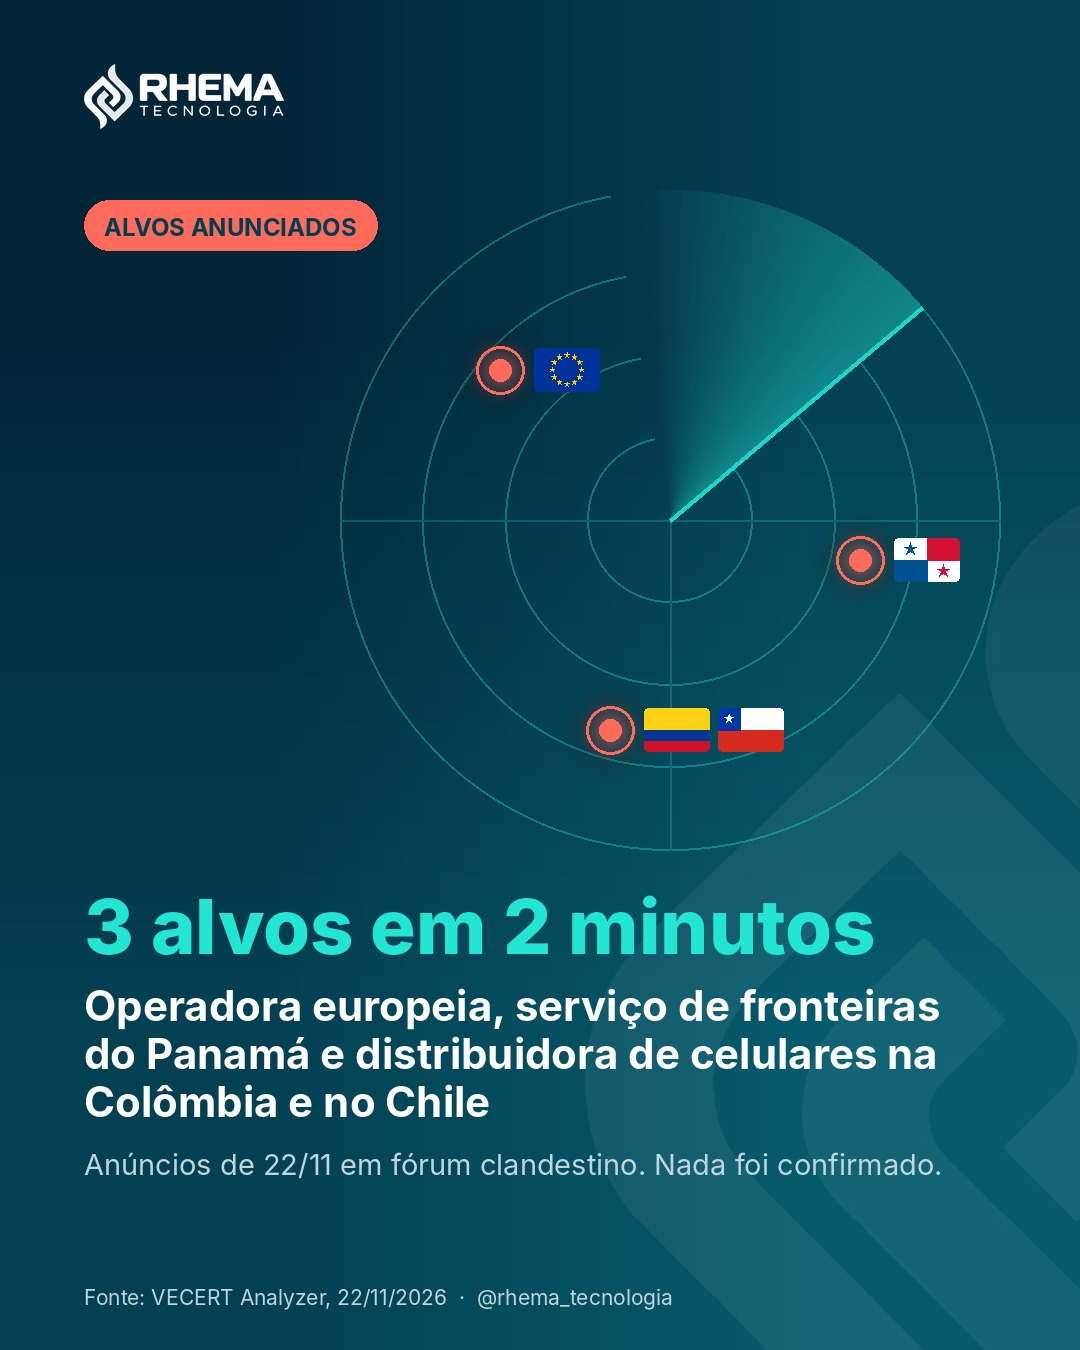 RHEMA
TECNOLOGIA
ALVOS ANUNCIADOS
3 alvos em 2 minutos
Operadora europeia, serviço de fronteiras
do Panamá e distribuidora de celulares na
Colômbia e no Chile
Anúncios de 22/11 em fórum clandestino. Nada foi confirmado.
Fonte: VECERT Analyzer, 22/11/2026 · @rhema_tecnologia